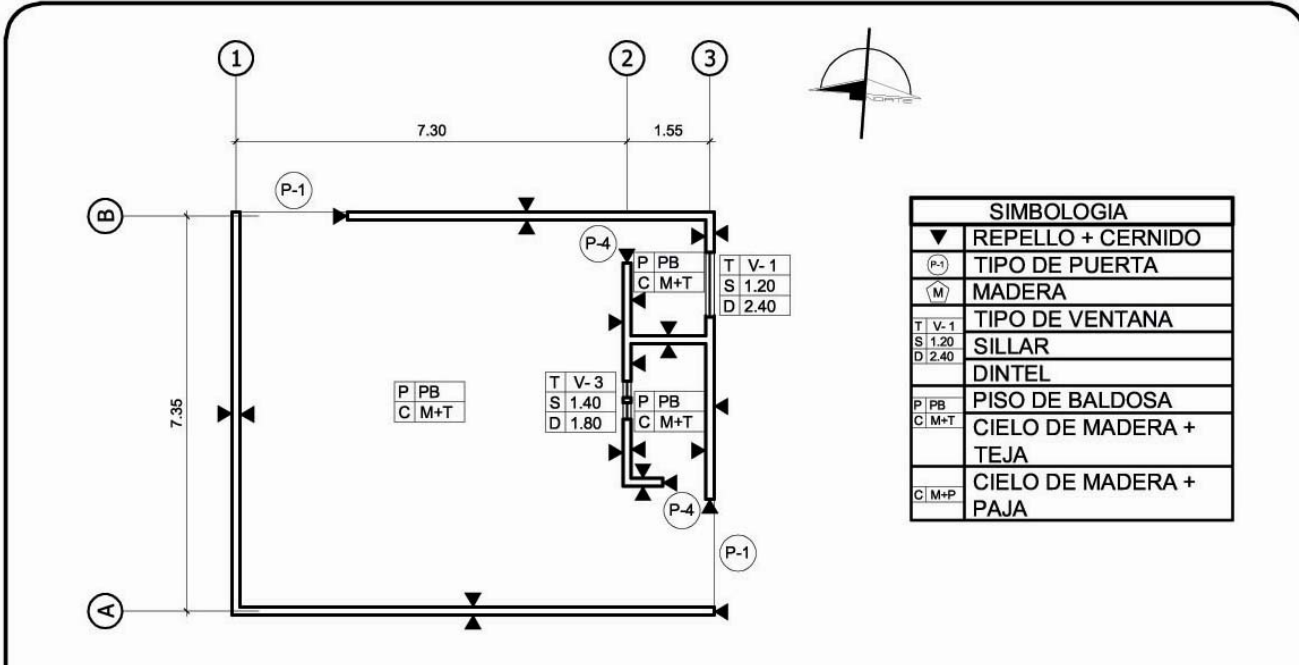 1
2
3
NORTE
7.30
1.55
P-1
B
P-4
P PB
C M+T
T V- 1
S 1.20
D 2.40
7.35
P PB
C M+T
T V- 3
S 1.40
D 1.80
P PB
C M+T
P-4
P-1
A
SIMBOLOGIA
REPELLO + CERNIDO
P-1 TIPO DE PUERTA
M MADERA
T V- 1 TIPO DE VENTANA
S 1.20 SILLAR
D 2.40 DINTEL
P PB PISO DE BALDOSA
C M+T CIELO DE MADERA +
TEJA
C M+P CIELO DE MADERA +
PAJA